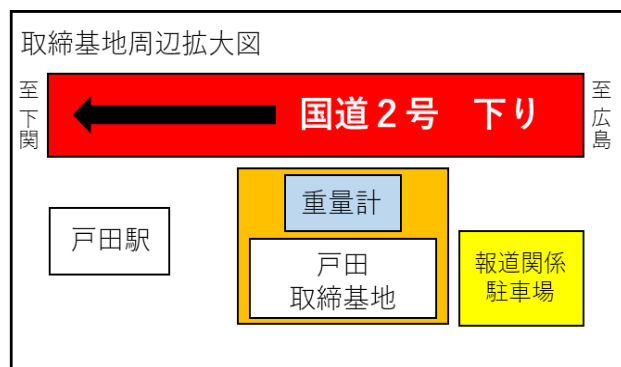 取締基地周辺拡大図
至下関
国道２号　下り
至広島
重量計
戸田駅
戸田
取締基地
報道関係
駐車場